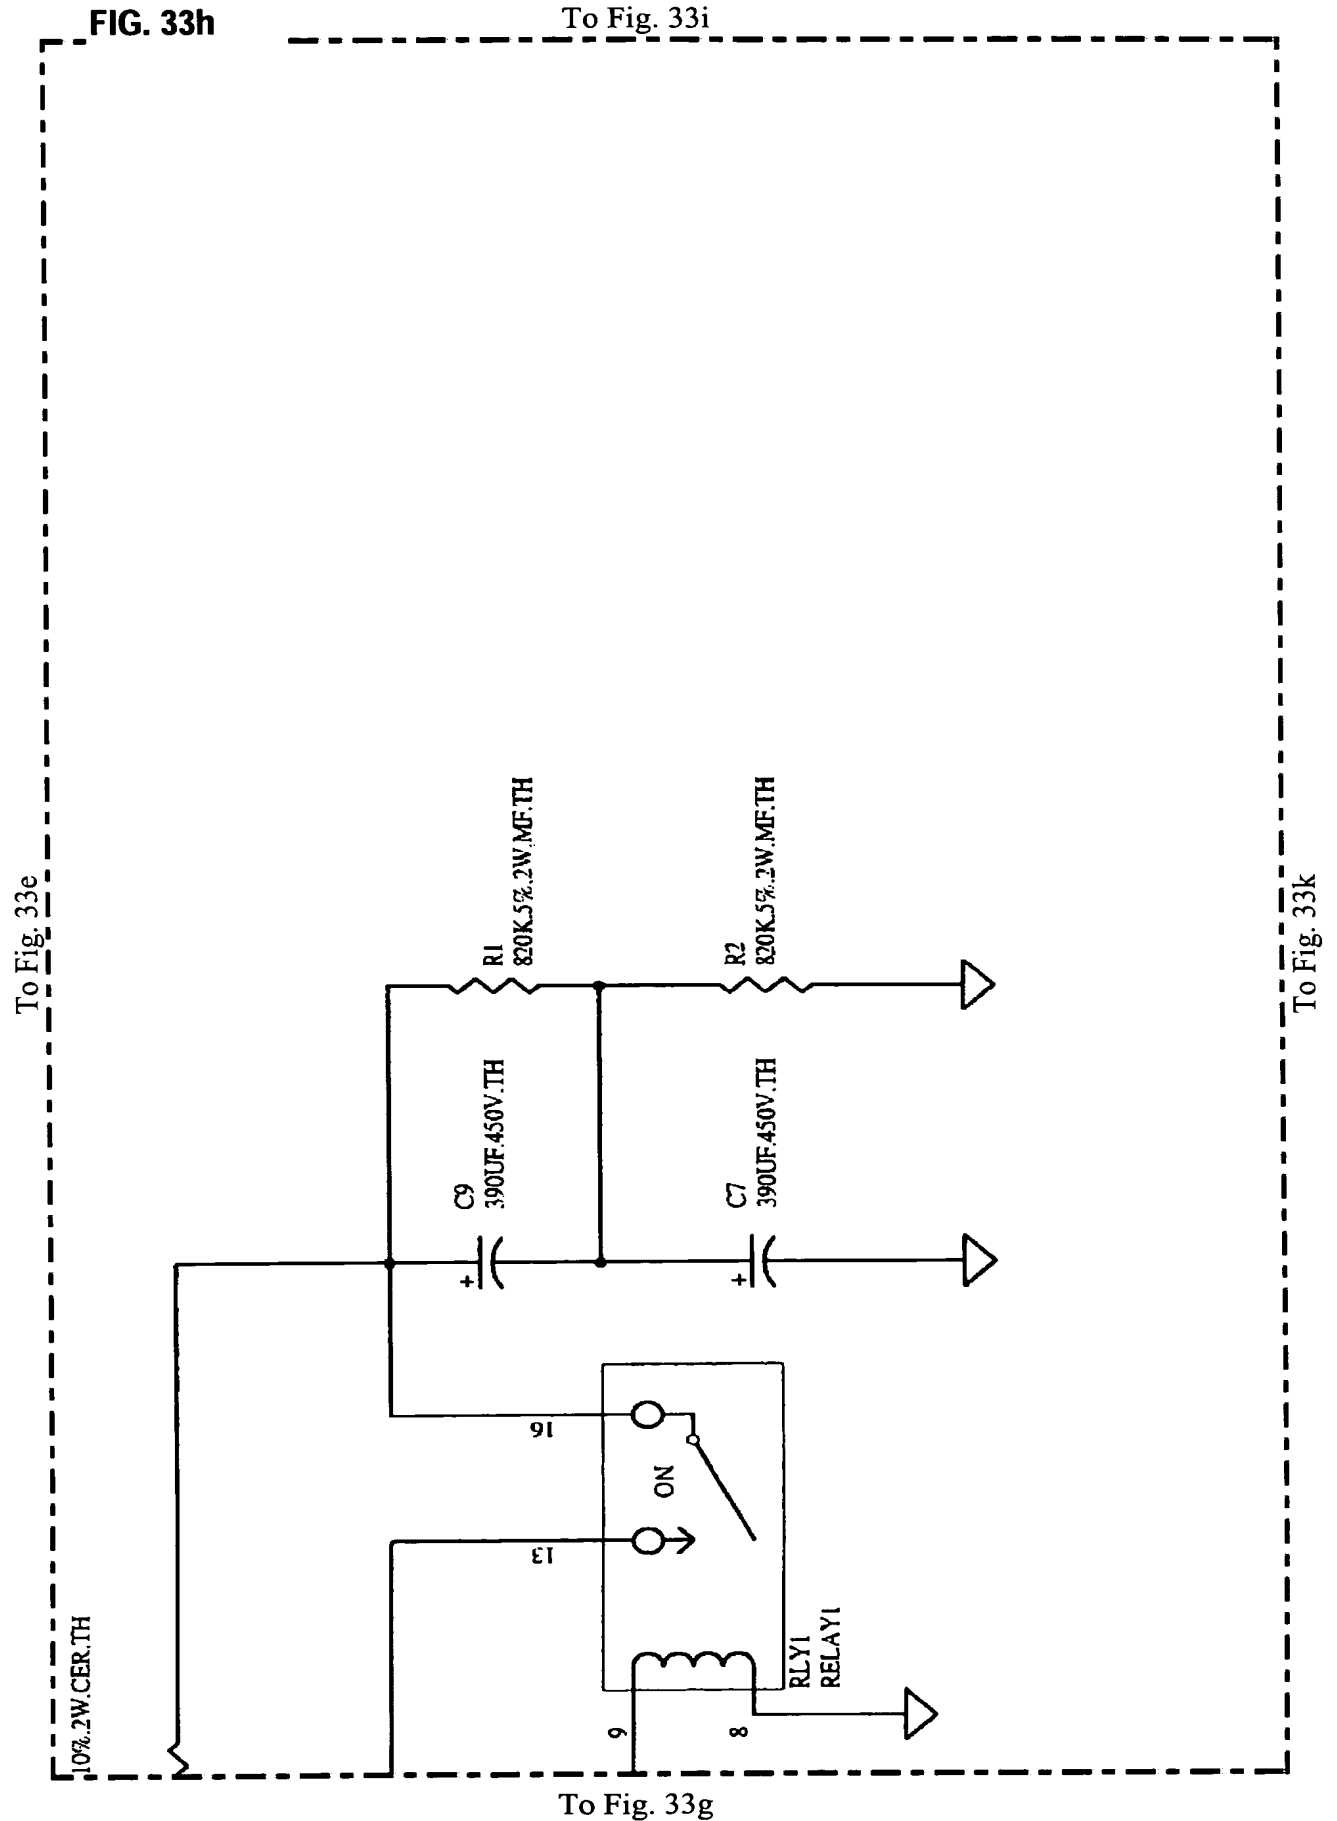 FIG. 33h
To Fig. 33i
To Fig. 33e
To Fig. 33k
R1
820K.5%.2W.MF.TH
R2
820K.5%.2W.MF.TH
C9
390UF.450V.TH
+
C7
390UF.450V.TH
+
16
ON
13
10%.2W.CER.TH
RLY1
RELAY1
9
8
To Fig. 33g